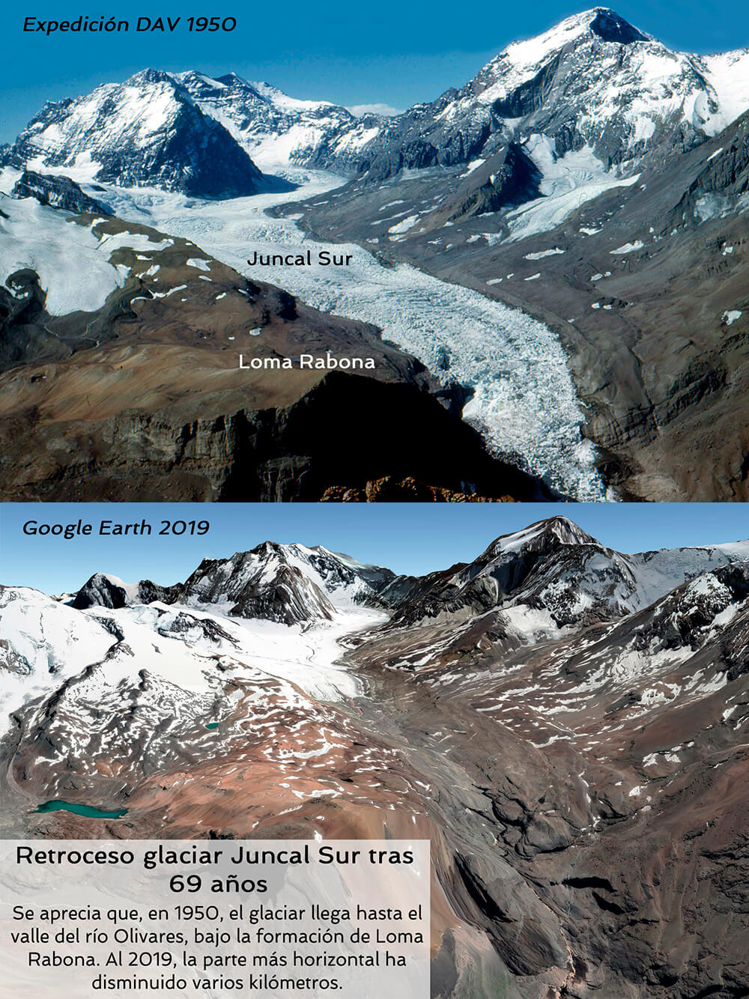 Expedición DAV 1950
Juncal Sur
Loma Rabona
Google Earth 2019
Retroceso glaciar Juncal Sur tras
69 años
Se aprecia que, en 1950, el glaciar llega hasta el
valle del río Olivares, bajo la formación de Loma
Rabona. Al 2019, la parte más horizontal ha
disminuido varios kilómetros.